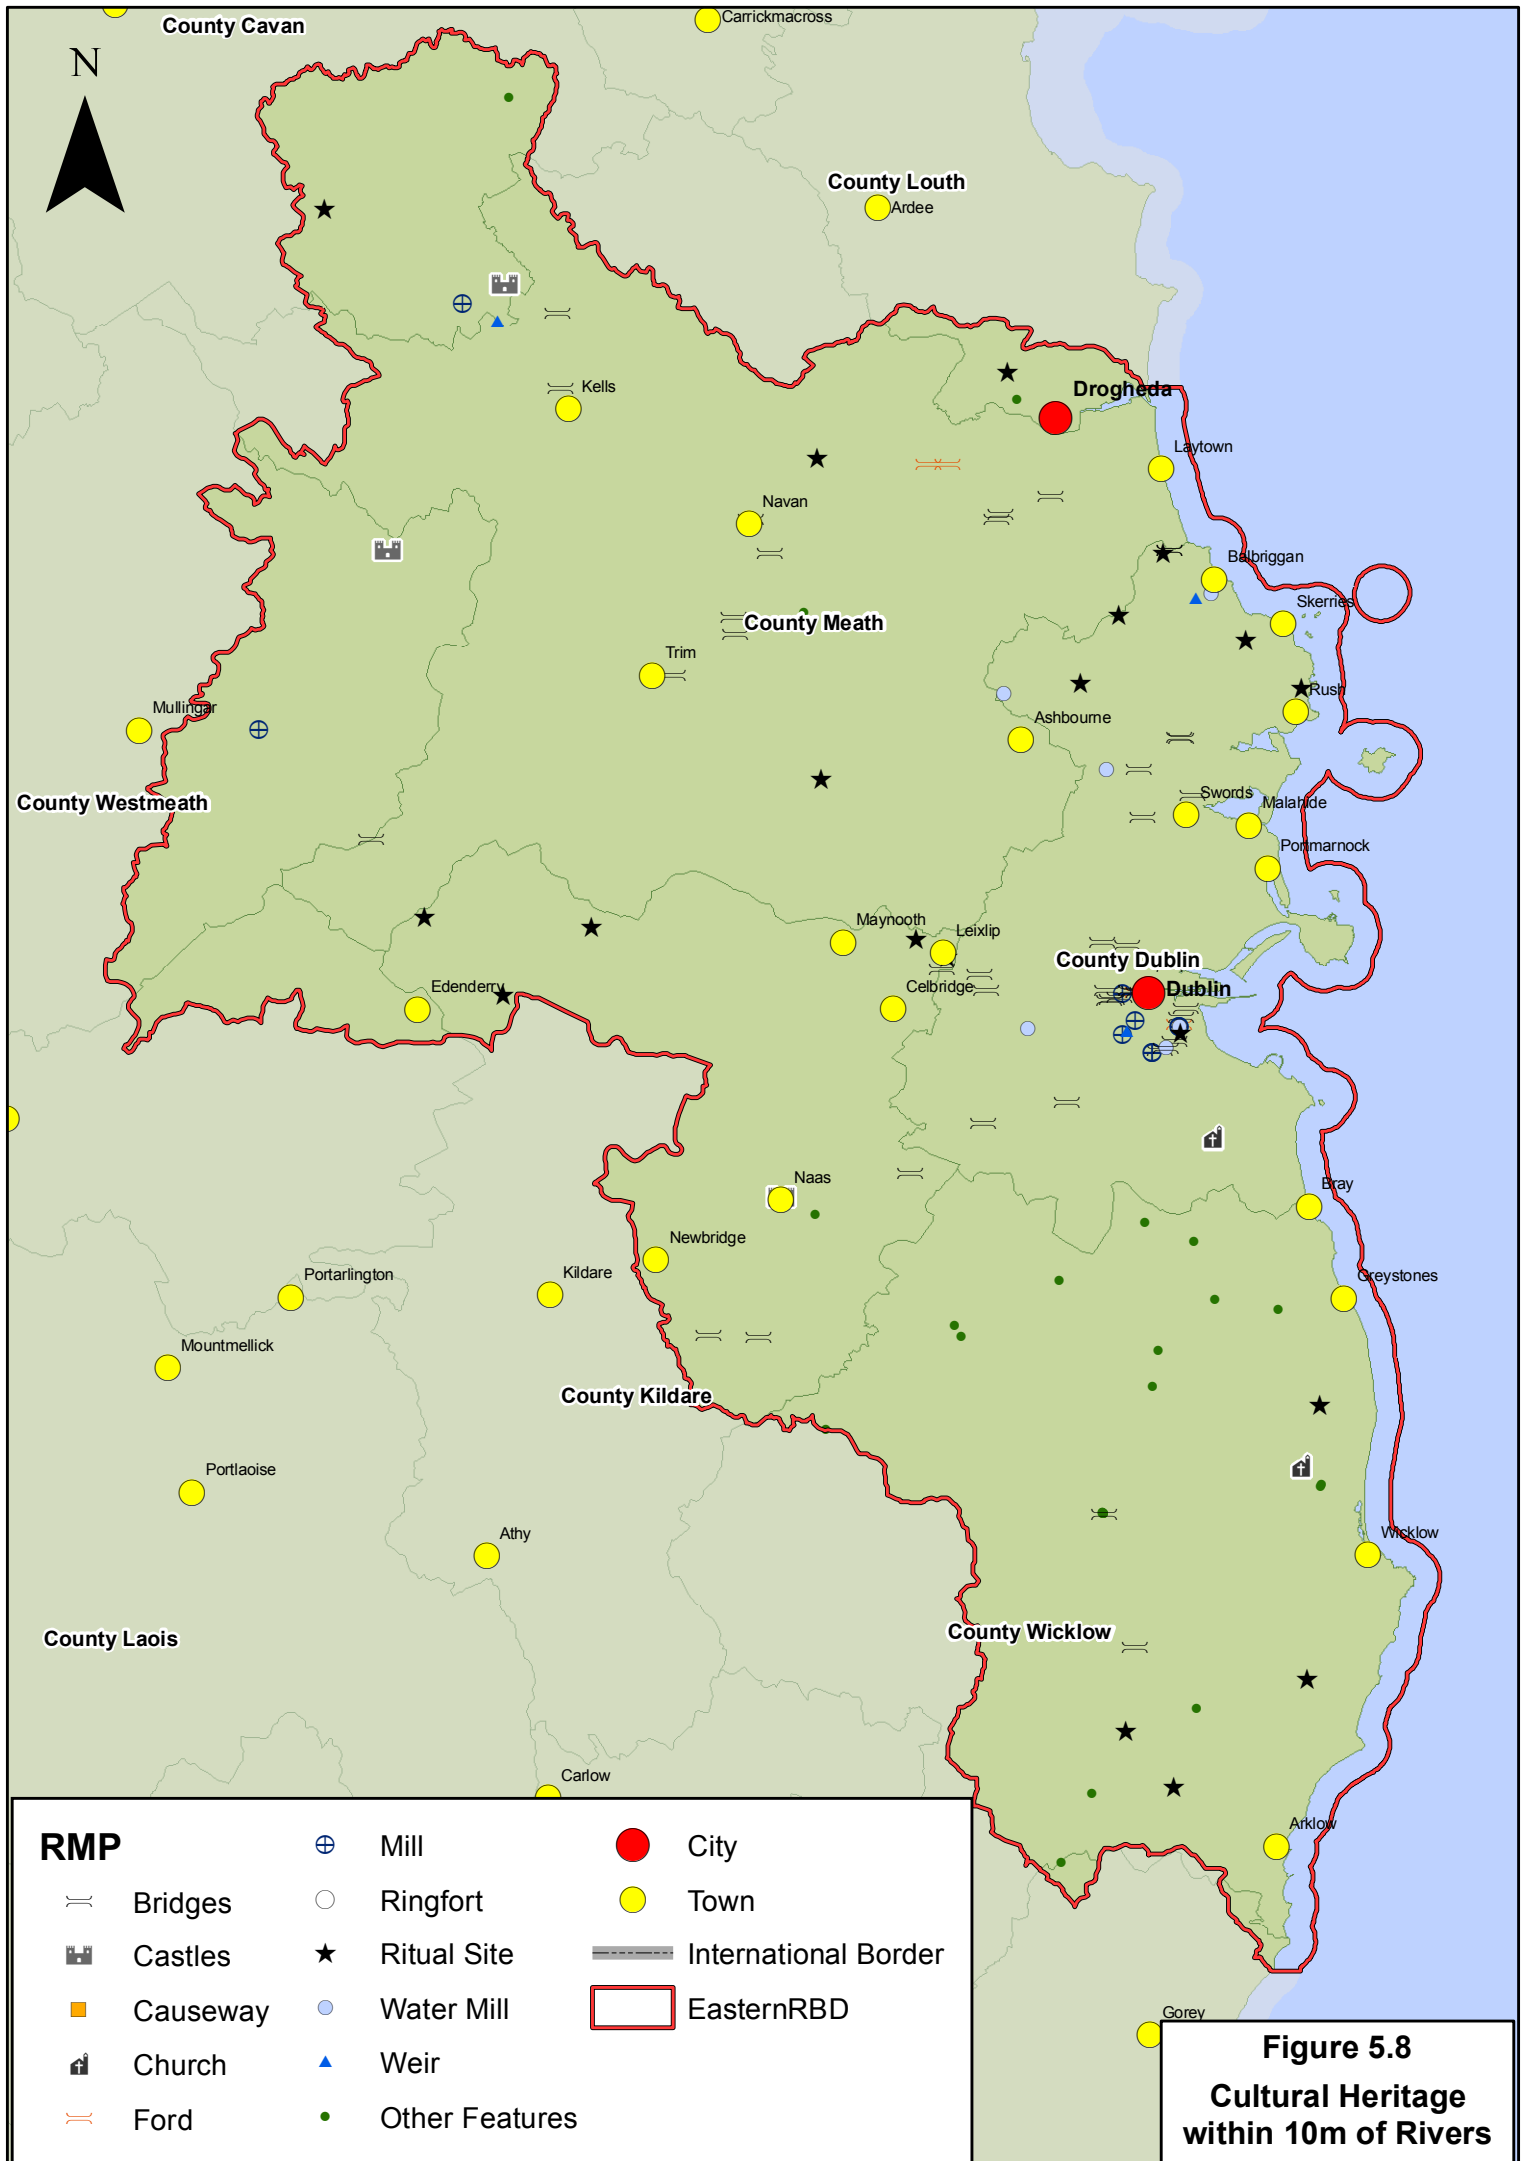 County Cavan
Carrickmacross
N
County Louth
Ardee
Drogheda
Kells
Laytown
Navan
Balbriggan
Skerries
County Meath
Trim
Rush
Mullingar
Ashbourne
County Westmeath
Swords
Malahide
Portmarnock
Maynooth
Leixlip
County Dublin
Edenderry
Celbridge
Dublin
Naas
Bray
Newbridge
Kildare
Portarlington
Greystones
Mountmellick
County Kildare
Portlaoise
Athy
Wicklow
County Laois
County Wicklow
Carlow
Arklow
Gorey
RMP
Bridges
Castles
Causeway
Church
Ford
Mill
Ringfort
Ritual Site
Water Mill
Weir
Other Features
City
Town
International Border
EasternRBD
Figure 5.8
Cultural Heritage
within 10m of Rivers